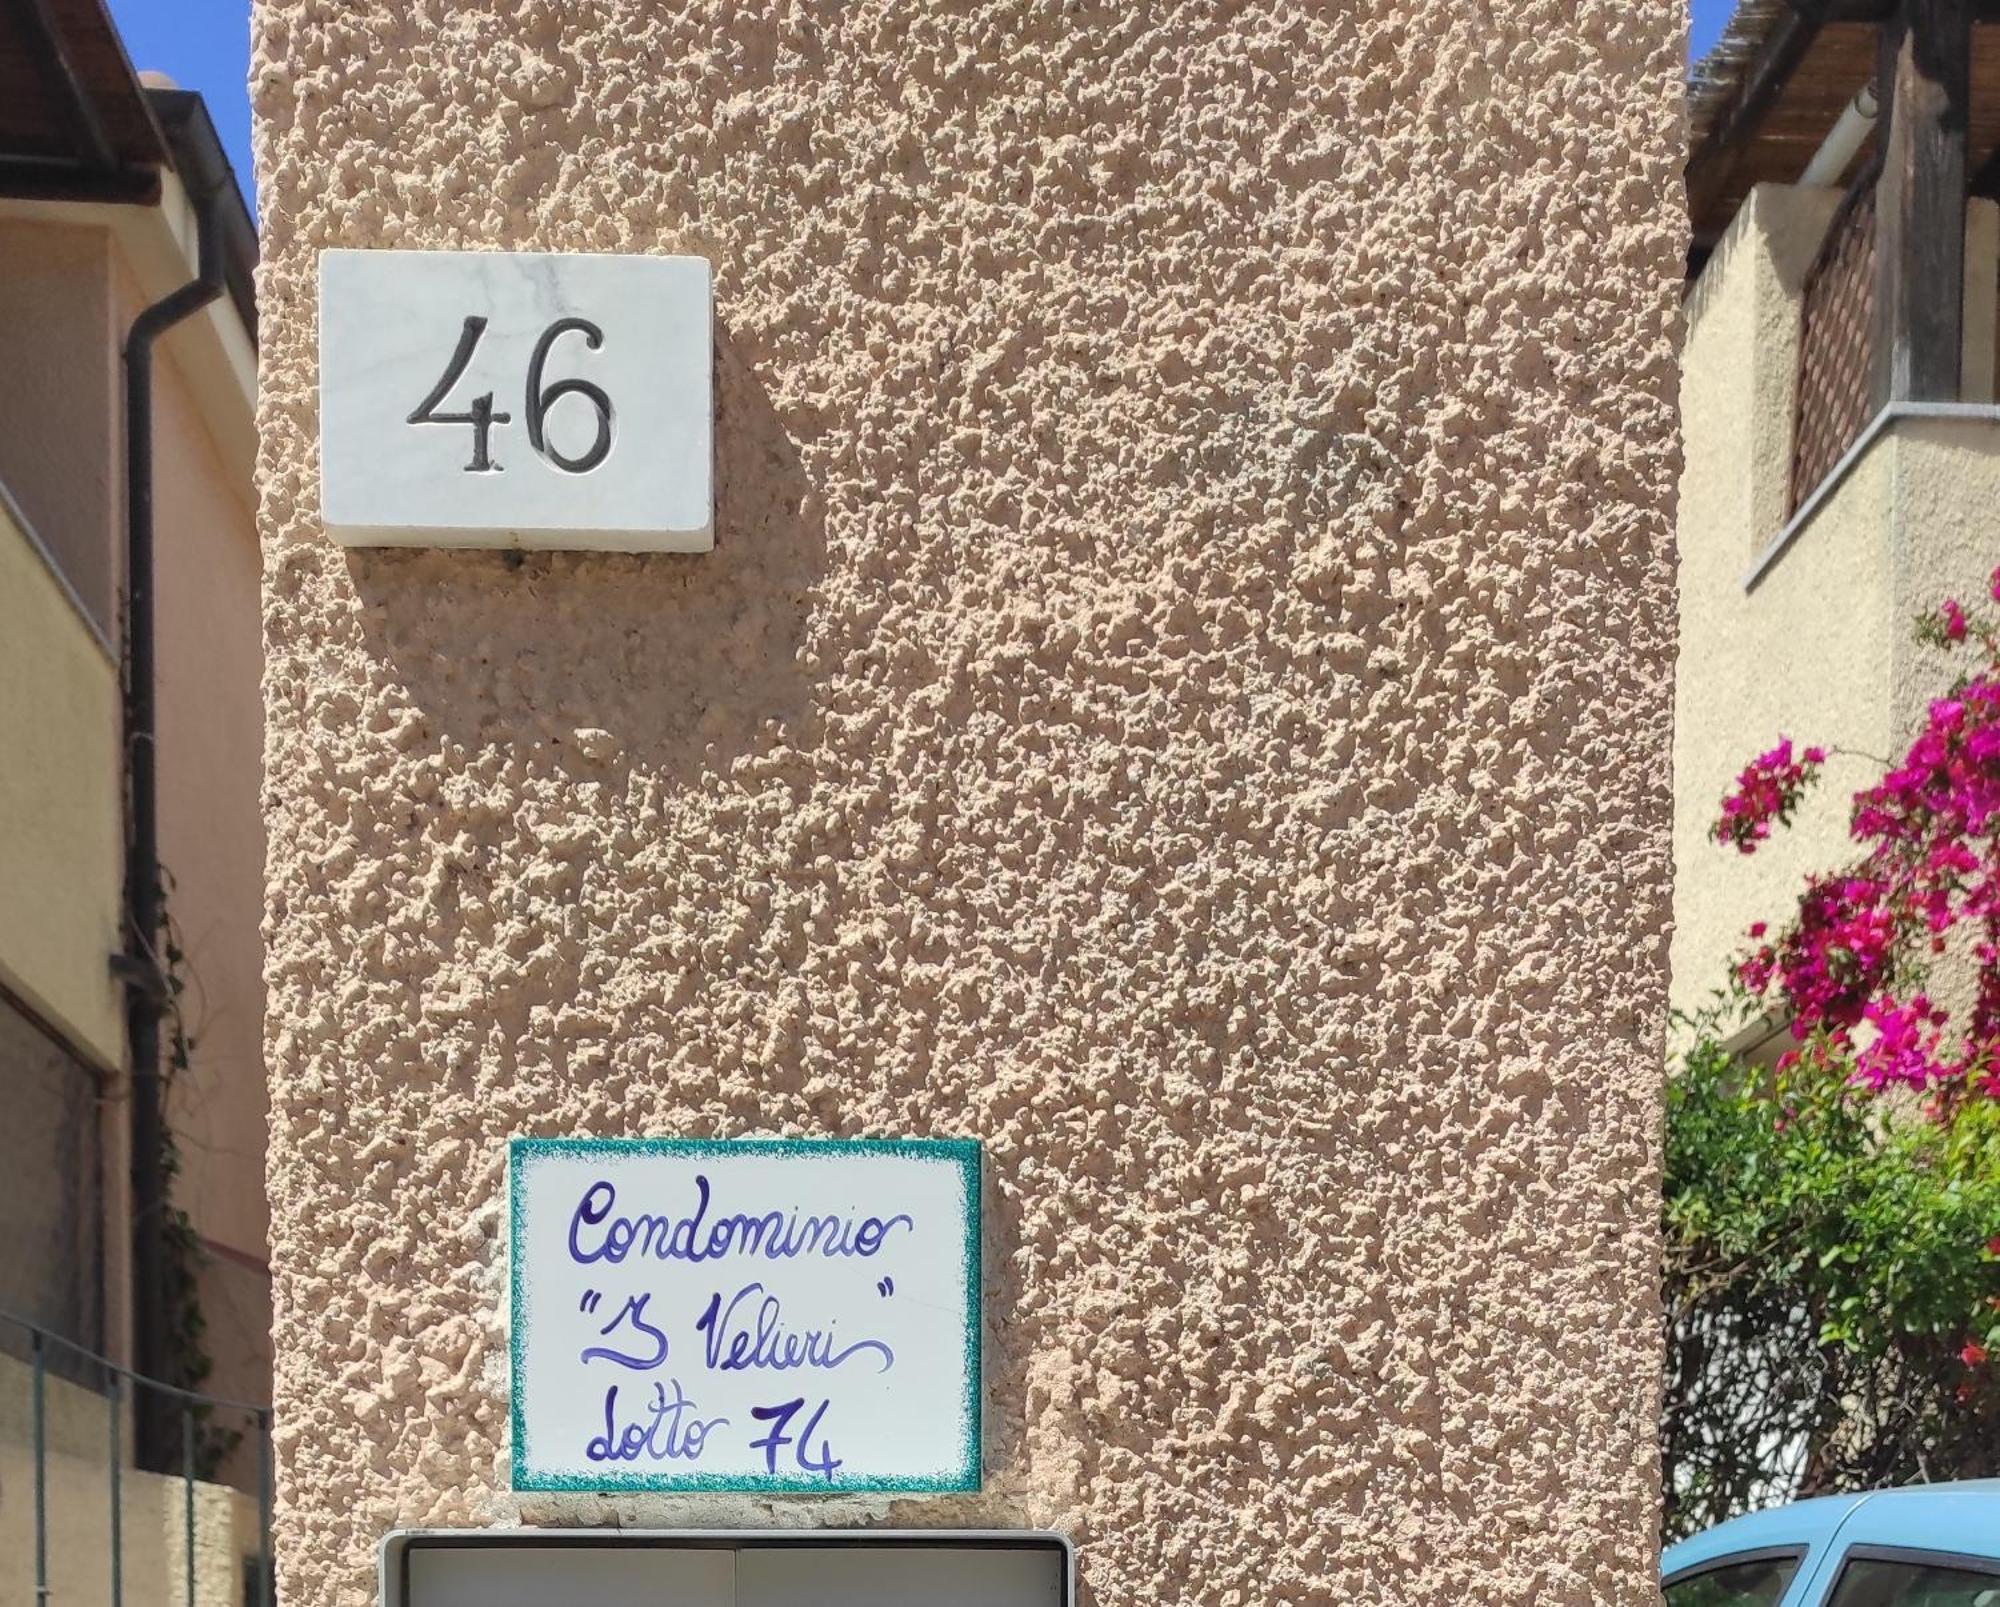 46
Condominio
"I Velieri"
Lotto 74